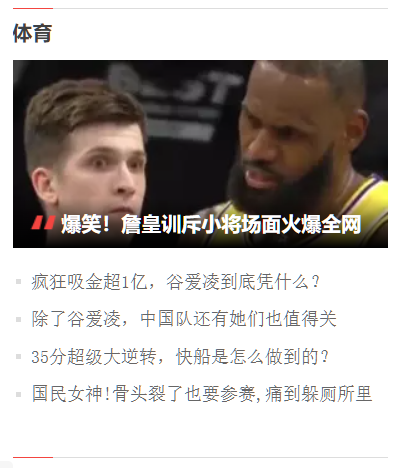 体育
爆笑！詹皇训斥小将场面火爆全网
疯狂吸金超1亿，谷爱凌到底凭什么？
除了谷爱凌，中国队还有她们也值得关
35分超级大逆转，快船是怎么做到的？
国民女神!骨头裂了也要参赛,痛到躲厕所里